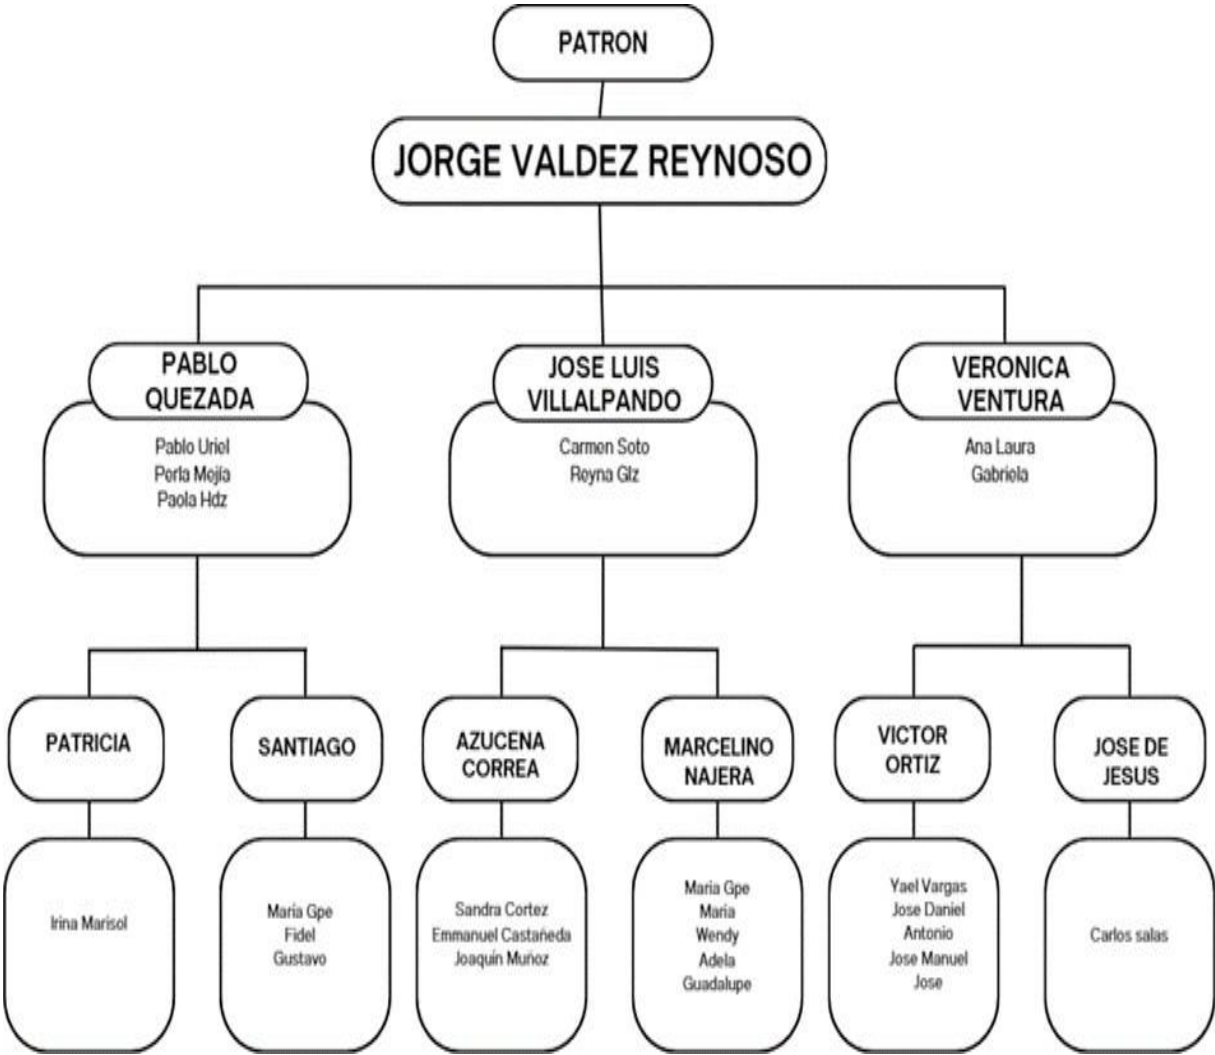 PATRON
JORGE VALDEZ REYNOSO
PABLO
QUEZADA
Pablo Uriel
Perla Mejía
Paola Hdz
JOSE LUIS
VILLALPANDO
Carmen Soto
Reyna Glz
VERONICA
VENTURA
Ana Laura
Gabriela
PATRICIA
Irina Marisol
SANTIAGO
Maria Gpe
Fidel
Gustavo
AZUCENA
CORREA
Sandra Cortez
Emmanuel Castañeda
Joaquin Muñoz
MARCELINO
NAJERA
Maria Gpe
Maria
Wendy
Adela
Guadalupe
VICTOR
ORTIZ
Yael Vargas
Jose Daniel
Antonio
Jose Manuel
Jose
JOSE DE
JESUS
Carlos salas